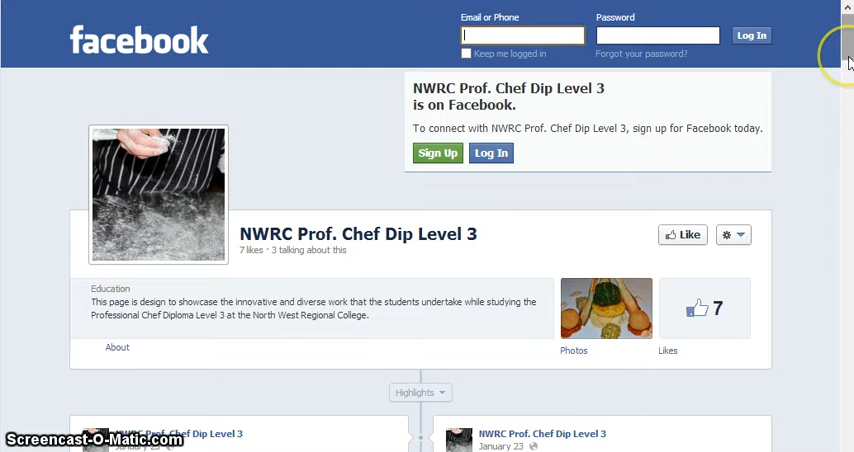 facebook
Email or Phone
Password
Log In
Keep me logged in
Forgot your password?
NWRC Prof. Chef Dip Level 3
is on Facebook.
To connect with NWRC Prof. Chef Dip Level 3, sign up for Facebook today.
Sign Up
Log In
NWRC Prof. Chef Dip Level 3
7 likes · 3 talking about this
Like
Education
This page is design to showcase the innovative and diverse work that the students undertake while studying the
Professional Chef Diploma Level 3 at the North West Regional College.
7
About
Photos
Likes
Highlights
NWRC Prof. Chef Dip Level 3
January 23
NWRC Prof. Chef Dip Level 3
January 23
Screencast-O-Matic.com